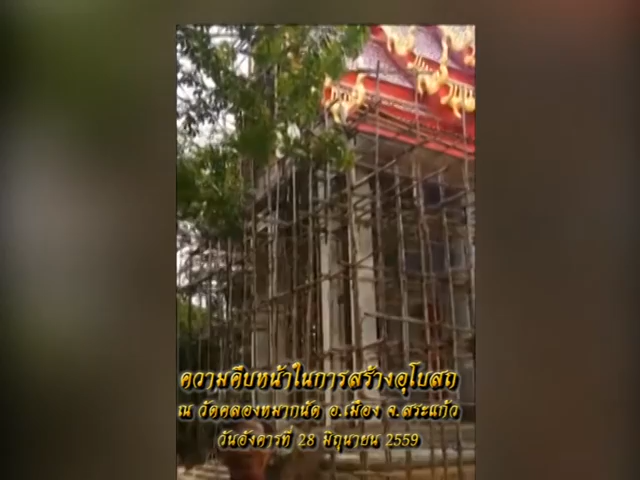 ความคืบหน้าในการสร้างอุโบสถ
ณ วัดคลองหมากนัด อ.เมือง จ.สระแก้ว
วันอังคารที่ 28 มิถุนายน 2559